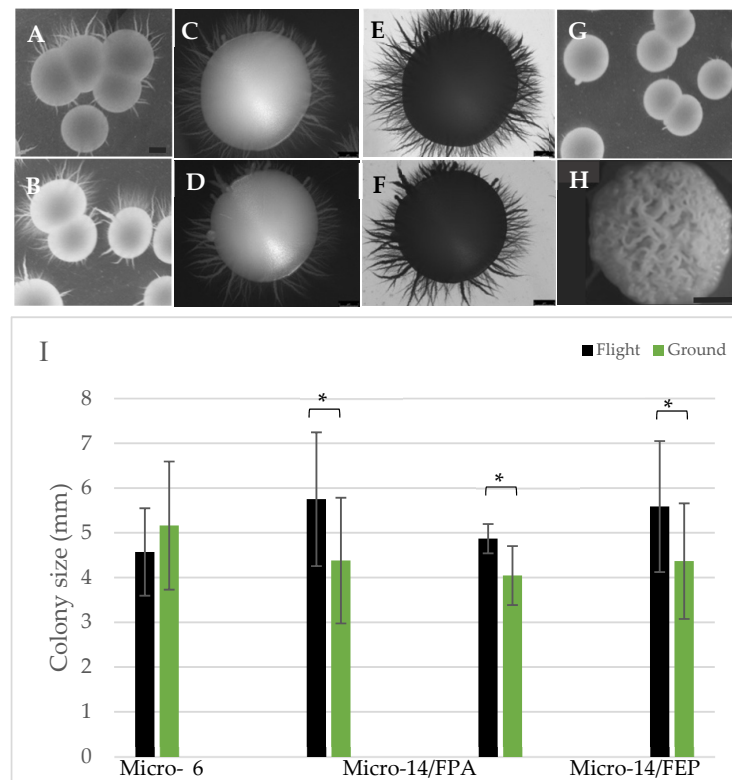 A
C
E
G
B
D
F
H
I
Flight Ground
8
7
6
5
4
3
2
1
0
Colony size (mm)
*
*
*
Micro- 6 Micro-14/FPA Micro-14/FEP